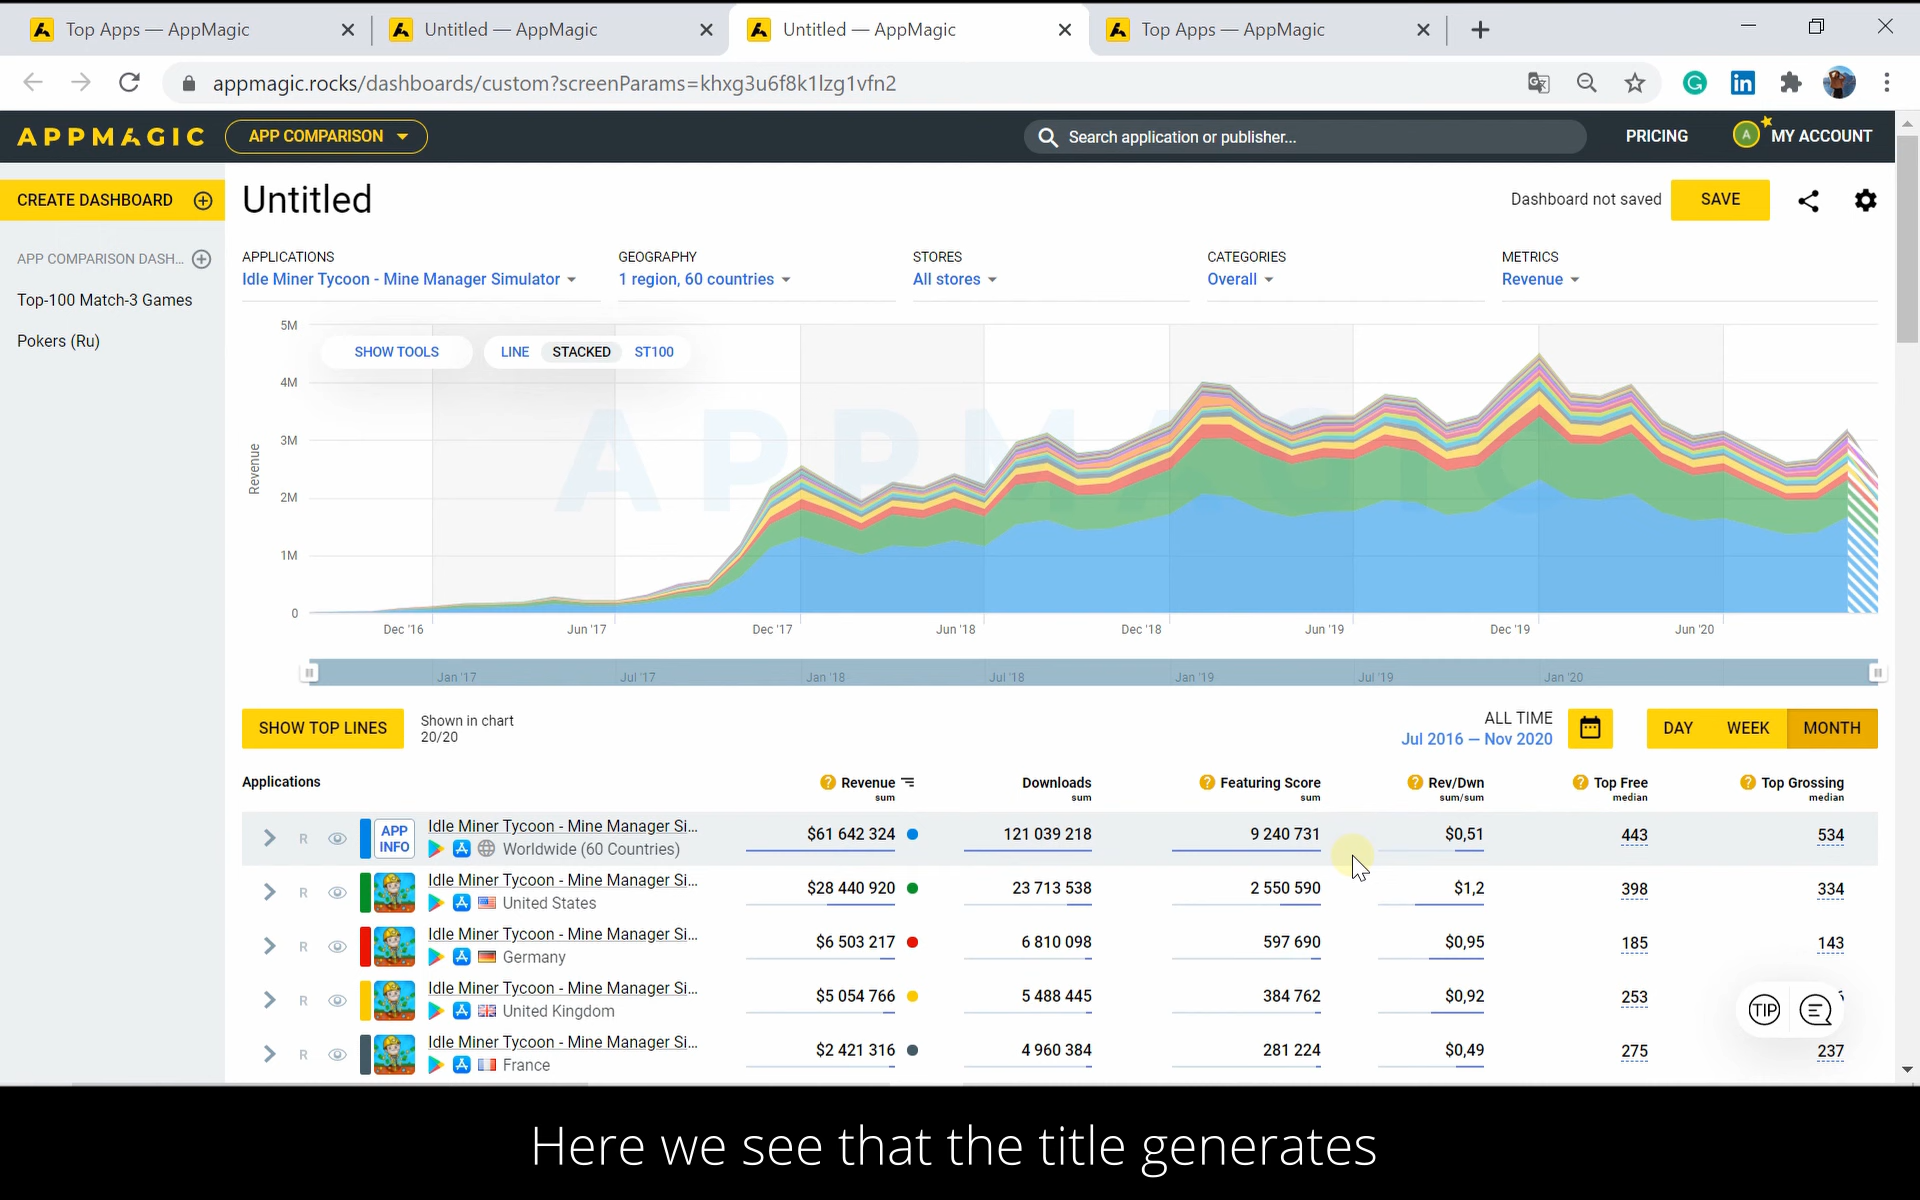 Top Apps — AppMagic
Untitled — AppMagic
Untitled — AppMagic
Top Apps — AppMagic
appmagic.rocks/dashboards/custom?screenParams=khxg3u6f8k1lzg1vfn2
APPMAGIC
APP COMPARISON
Search application or publisher...
PRICING
A
MY ACCOUNT
CREATE DASHBOARD
APP COMPARISON DASH...
Top-100 Match-3 Games
Pokers (Ru)
Untitled
Dashboard not saved
SAVE
APPLICATIONS
Idle Miner Tycoon - Mine Manager Simulator
GEOGRAPHY
1 region, 60 countries
STORES
All stores
CATEGORIES
Overall
METRICS
Revenue
SHOW TOOLS
LINE STACKED ST100
APPMAGIC
Revenue
5M
4M
3M
2M
1M
0
Dec '16 Jun '17 Dec '17 Jun '18 Dec '18 Jun '19 Dec '19 Jun '20
Jan '17 Jul '17 Jan '18 Jul '18 Jan '19 Jul '19 Jan '20
SHOW TOP LINES
Shown in chart
20/20
ALL TIME
Jul 2016 — Nov 2020
DAY WEEK MONTH
Applications ? Revenue Downloads ? Featuring Score ? Rev/Dwn ? Top Free ? Top Grossing
sum sum sum sum/sum median median
R APP INFO Idle Miner Tycoon - Mine Manager Si... $61 642 324 121 039 218 9 240 731 $0,51 443 534
Worldwide (60 Countries)
R Idle Miner Tycoon - Mine Manager Si... $28 440 920 23 713 538 2 550 590 $1,2 398 334
United States
R Idle Miner Tycoon - Mine Manager Si... $6 503 217 6 810 098 597 690 $0,95 185 143
Germany
R Idle Miner Tycoon - Mine Manager Si... $5 054 766 5 488 445 384 762 $0,92 253
United Kingdom
R Idle Miner Tycoon - Mine Manager Si... $2 421 316 4 960 384 281 224 $0,49 275 237
France
TIP
Here we see that the title generates